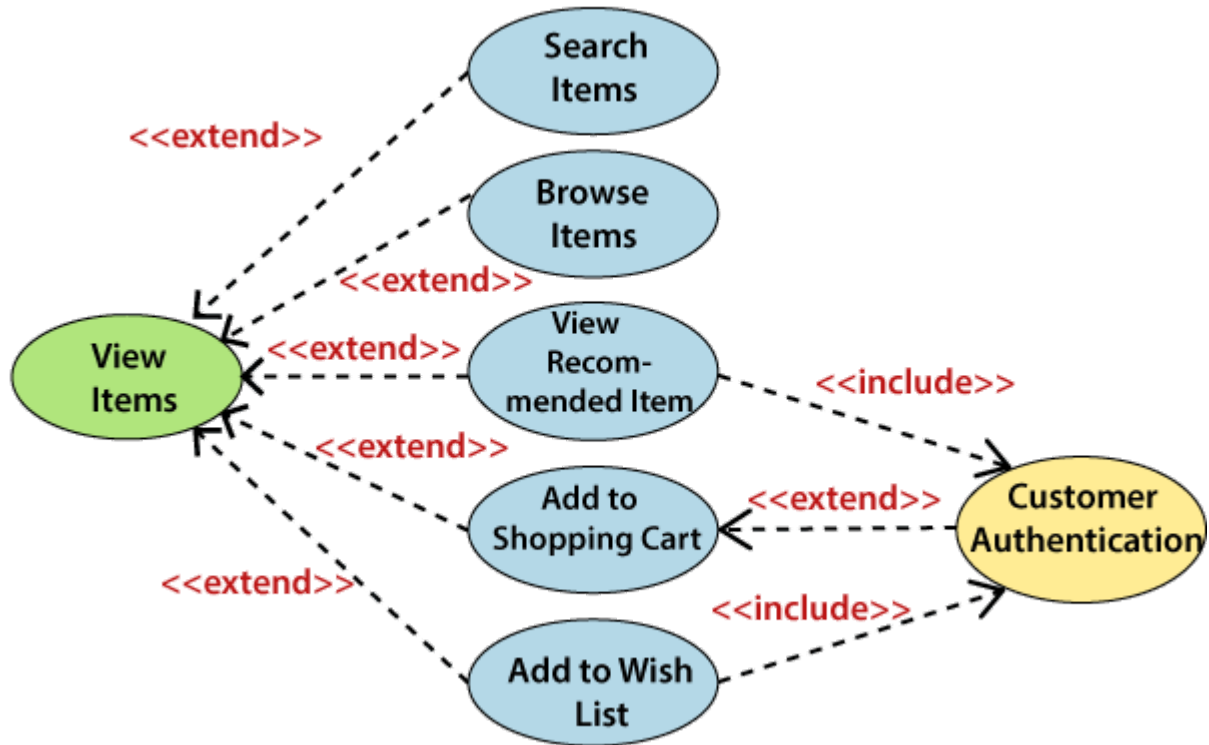 Search
Items
<<extend>>
Browse
Items
<<extend>>
View
Recom-
mended Item
<<extend>>
View
Items
<<include>>
<<extend>>
Add to
Shopping Cart
<<extend>>
Customer
Authentication
<<extend>>
<<include>>
Add to Wish
List